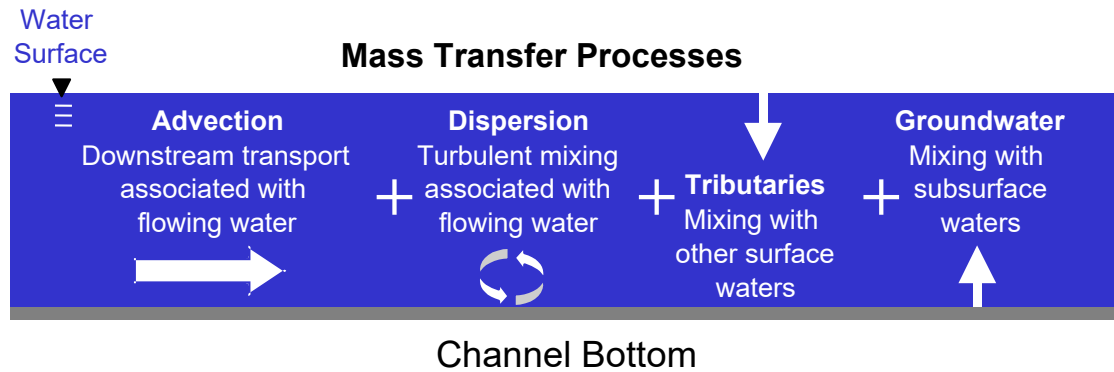 Water
Surface
Mass Transfer Processes
Advection
Downstream transport
associated with
flowing water
+
Dispersion
Turbulent mixing
associated with
flowing water
+
Tributaries
Mixing with
other surface
waters
+
Groundwater
Mixing with
subsurface
waters
Channel Bottom